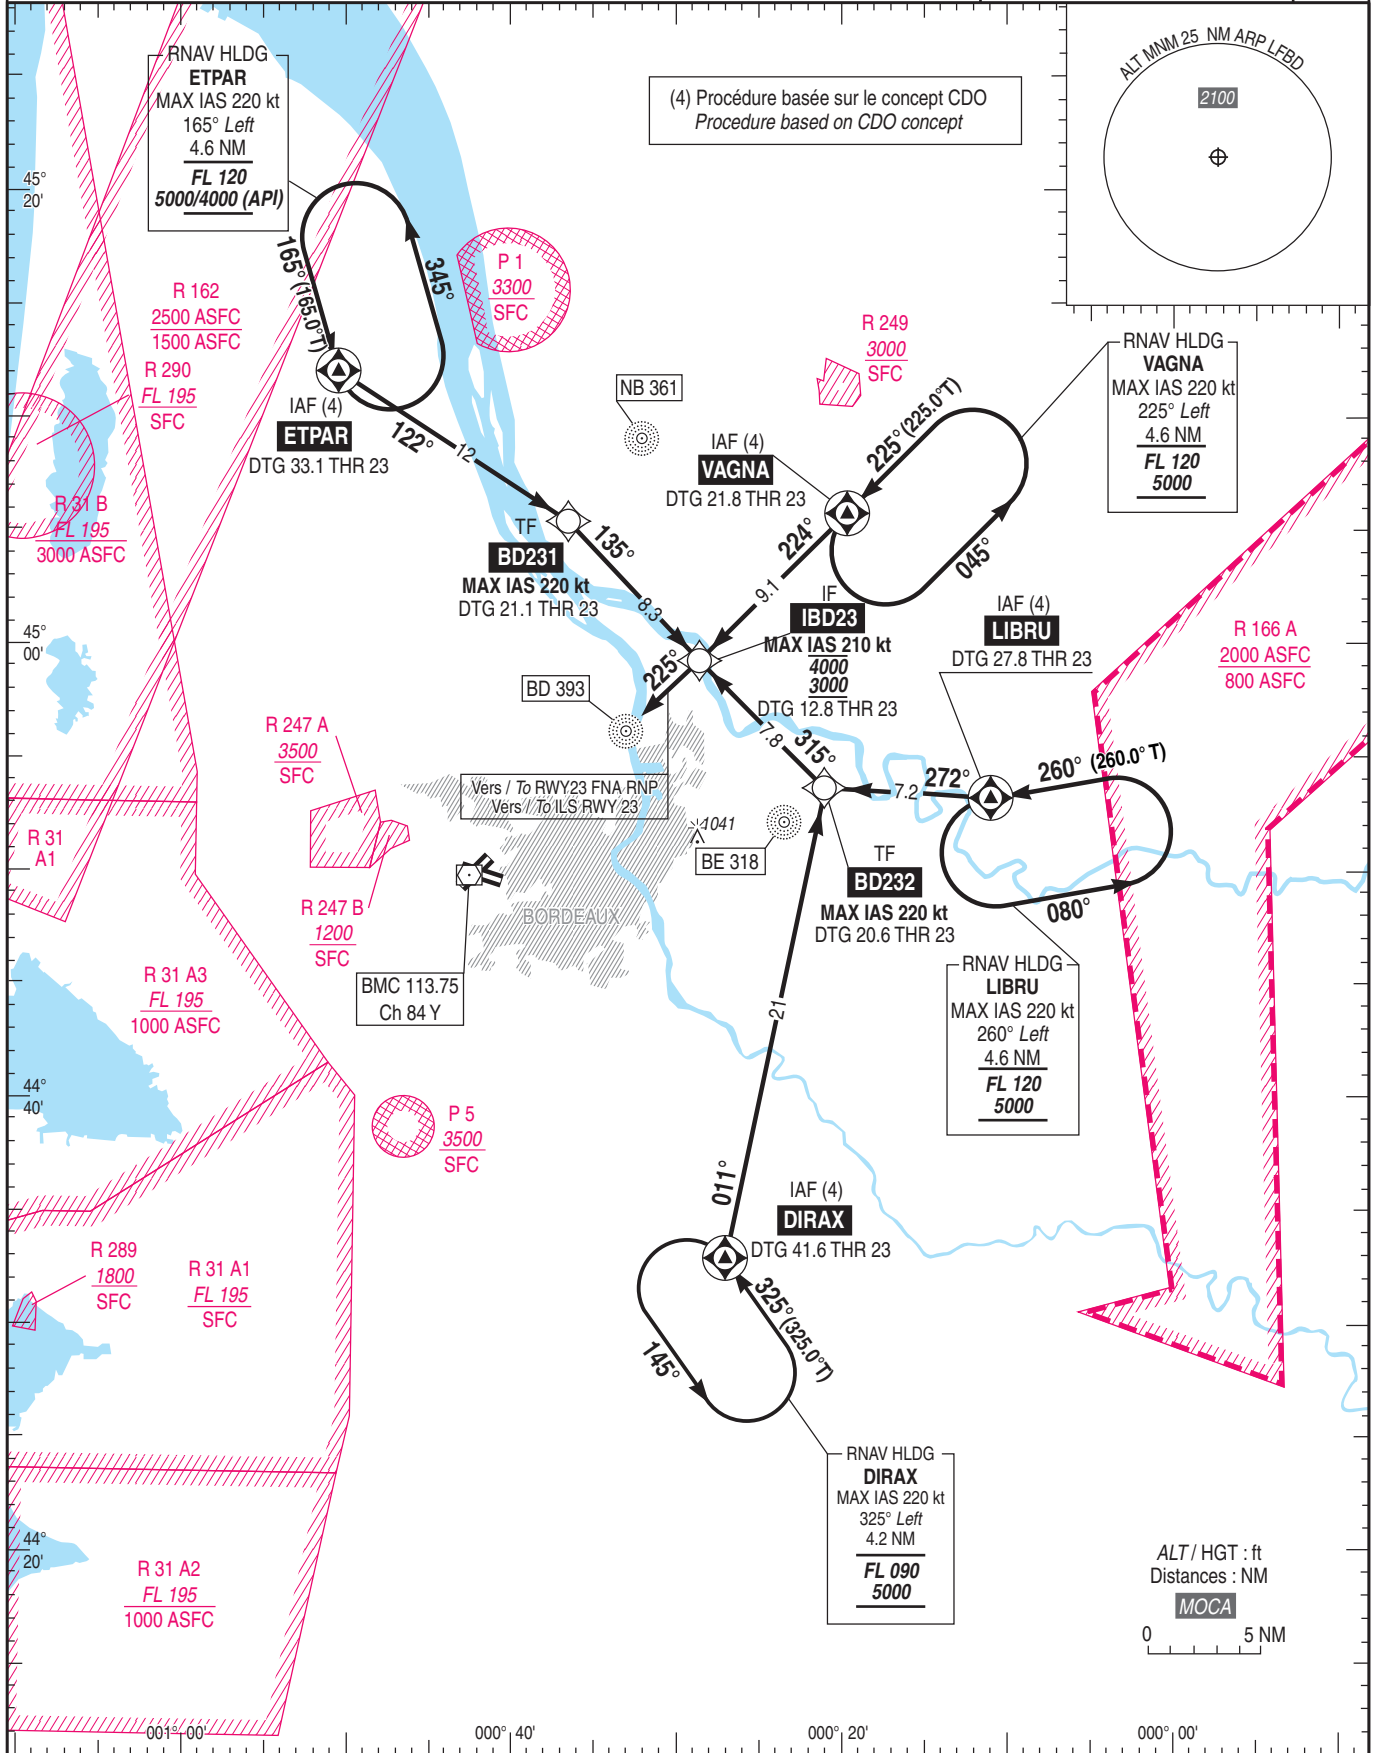 RNAV HLDG
ETPAR
MAX IAS 220 kt
165° Left
4.6 NM
FL 120
5000/4000 (API)
(4) Procédure basée sur le concept CDO
Procedure based on CDO concept
ALT MNM 25 NM ARP LFBD
2100
45°
20'
165° (165.0°T)
345°
P 1
3300
SFC
R 162
2500 ASFC
1500 ASFC
R 290
FL 195
SFC
R 249
3000
SFC
RNAV HLDG
VAGNA
MAX IAS 220 kt
225° Left
4.6 NM
FL 120
5000
NB 361
IAF (4)
ETPAR
DTG 33.1 THR 23
122°
12
IAF (4)
VAGNA
DTG 21.8 THR 23
225° (225.0°T)
045°
R 31 B
FL 195
3000 ASFC
TF
BD231
MAX IAS 220 kt
DTG 21.1 THR 23
135°
8.3
224°
9.1
IF
IBD23
MAX IAS 210 kt
4000
3000
DTG 12.8 THR 23
IAF (4)
LIBRU
DTG 27.8 THR 23
R 166 A
2000 ASFC
800 ASFC
45°
00'
225°
BD 393
R 247 A
3500
SFC
7.8
315°
272°
7.2
260° (260.0° T)
080°
Vers / To RWY23 FNA RNP
Vers / To ILS RWY 23
1041
BE 318
R 31
A1
TF
BD232
MAX IAS 220 kt
DTG 20.6 THR 23
R 247 B
1200
SFC
BORDEAUX
BMC 113.75
Ch 84 Y
R 31 A3
FL 195
1000 ASFC
RNAV HLDG
LIBRU
MAX IAS 220 kt
260° Left
4.6 NM
FL 120
5000
21
44°
40'
P 5
3500
SFC
011°
IAF (4)
DIRAX
DTG 41.6 THR 23
R 289
1800
SFC
R 31 A1
FL 195
SFC
325° (325.0°T)
145°
RNAV HLDG
DIRAX
MAX IAS 220 kt
325° Left
4.2 NM
FL 090
5000
44°
20'
R 31 A2
FL 195
1000 ASFC
ALT / HGT : ft
Distances : NM
MOCA
0 5 NM
001° 00' 000° 40' 000° 20' 000° 00'